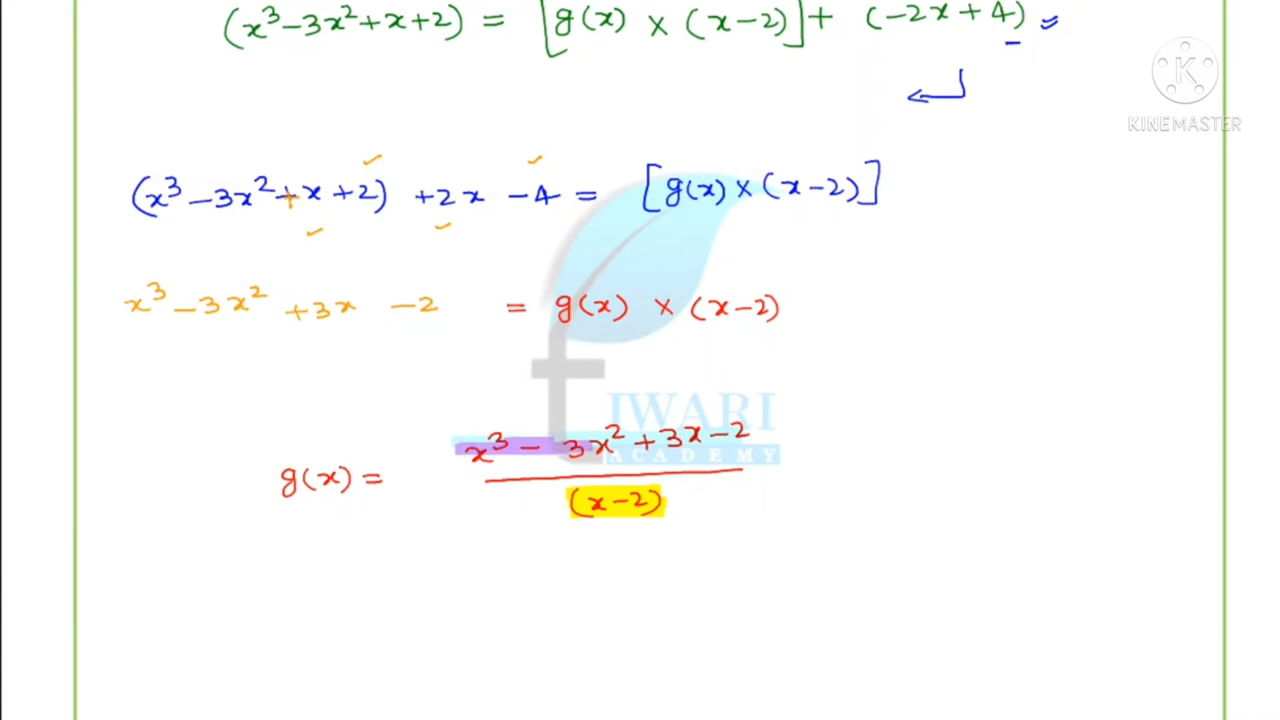 (x³-3x²+x+2) = [g(x) × (x-2)] + (-2x+4)
KINEMASTER
(x³-3x²+x+2) +2x -4 = [g(x) × (x-2)]
x³ -3x² +3x -2 = g(x) × (x-2)
IWARI
ACADEMY
g(x) = x³ - 3x² +3x -2
(x-2)